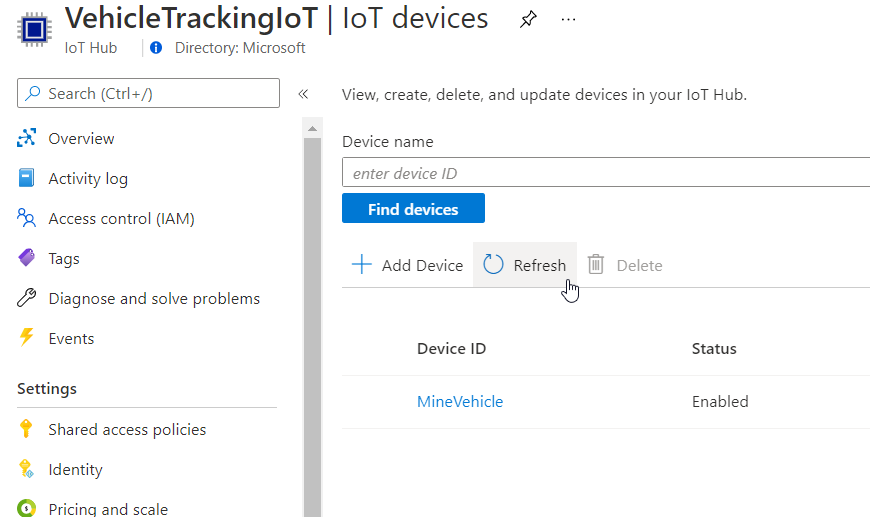 VehicleTrackingIoT | IoT devices
IoT Hub
Directory: Microsoft
Search (Ctrl+/)
Overview
Activity log
Access control (IAM)
Tags
Diagnose and solve problems
Events
Settings
Shared access policies
Identity
Pricing and scale
View, create, delete, and update devices in your IoT Hub.
Device name
enter device ID
Find devices
Add Device
Refresh
Delete
Device ID
Status
MineVehicle
Enabled